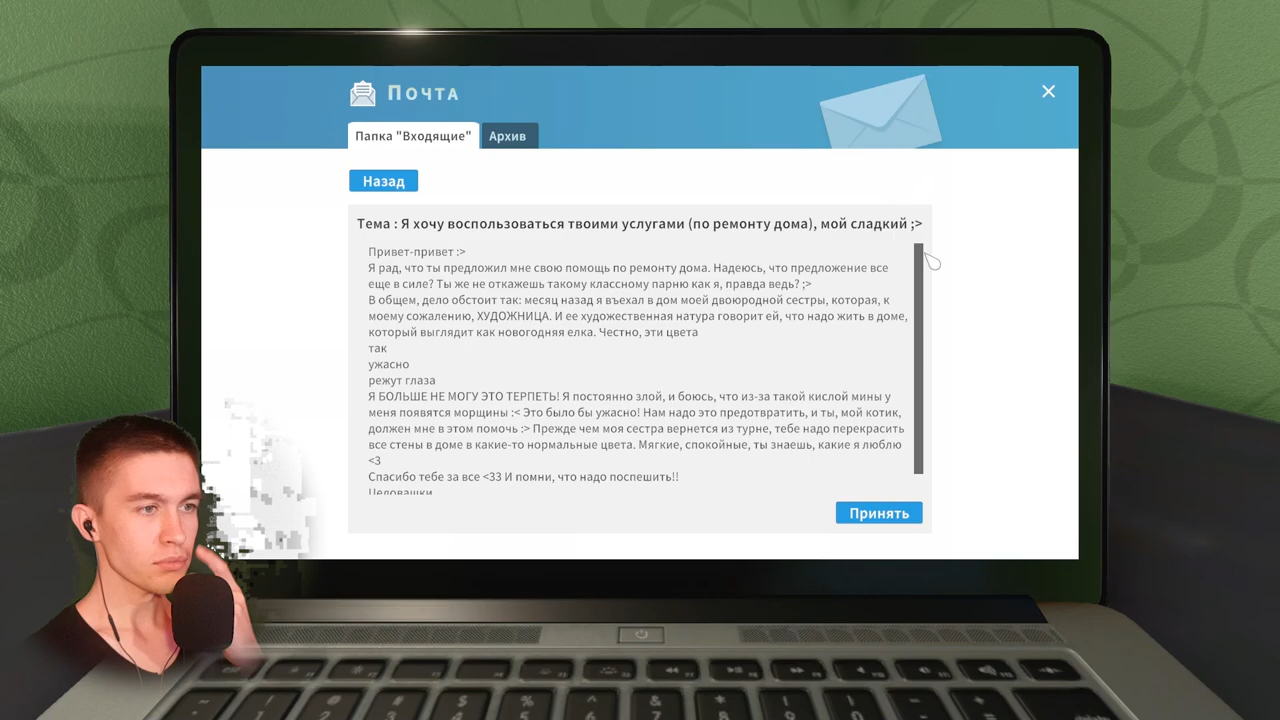 Почта
Папка "Входящие"
Архив
Назад
Тема : Я хочу воспользоваться твоими услугами (по ремонту дома), мой сладкий ;>
Привет-привет :>
Я рад, что ты предложил мне свою помощь по ремонту дома. Надеюсь, что предложение все
еще в силе? Ты же не откажешь такому классному парню как я, правда ведь? ;>
В общем, дело обстоит так: месяц назад я въехал в дом моей двоюродной сестры, которая, к
моему сожалению, ХУДОЖНИЦА. И ее художественная натура говорит ей, что надо жить в доме,
который выглядит как новогодняя елка. Честно, эти цвета
так
ужасно
режут глаза
Я БОЛЬШЕ НЕ МОГУ ЭТО ТЕРПЕТЬ! Я постоянно злой, и боюсь, что из-за такой кислой мины у
меня появятся морщины :< Это было бы ужасно! Нам надо это предотвратить, и ты, мой котик,
должен мне в этом помочь :> Прежде чем моя сестра вернется из турне, тебе надо перекрасить
все стены в доме в какие-то нормальные цвета. Мягкие, спокойные, ты знаешь, какие я люблю
<3
Спасибо тебе за все <33 И помни, что надо поспешить!!
Целовашки
Принять